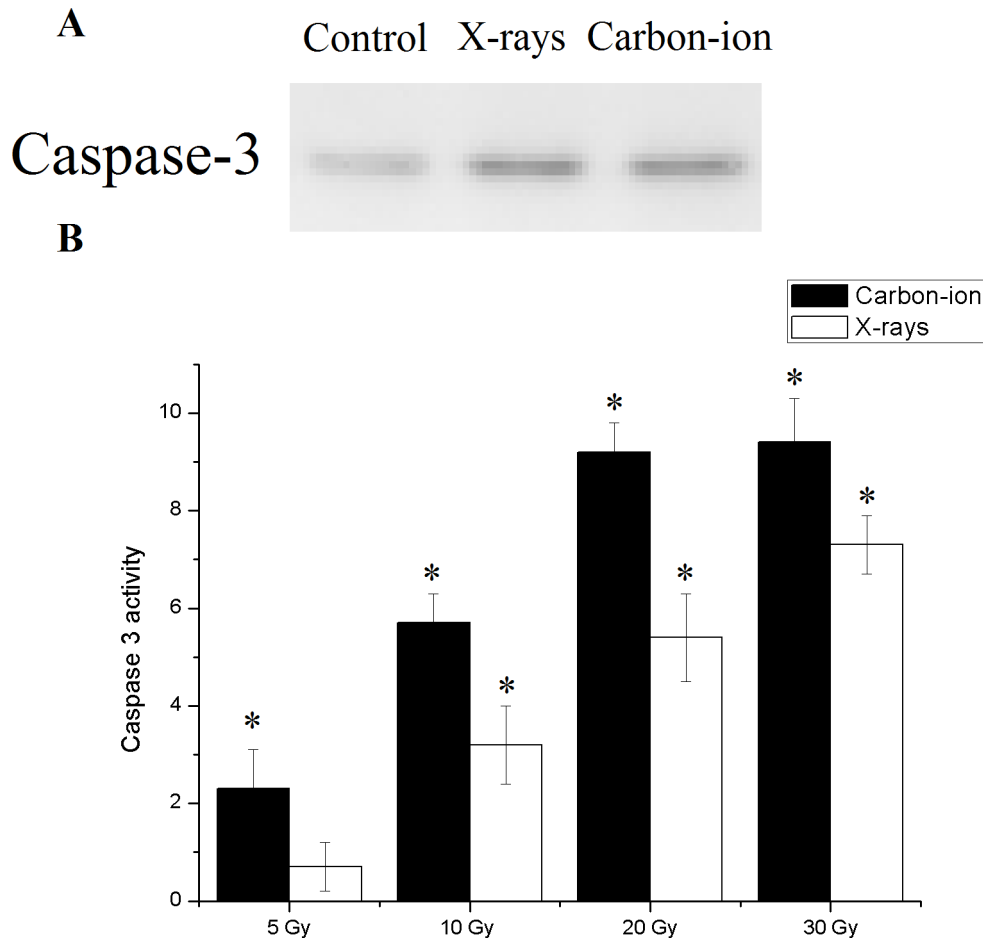 A
Control X-rays Carbon-ion
Caspase-3
B
Carbon-ion
X-rays
Caspase 3 activity
10
8
6
4
2
0
* * * * * * *
5 Gy 10 Gy 20 Gy 30 Gy